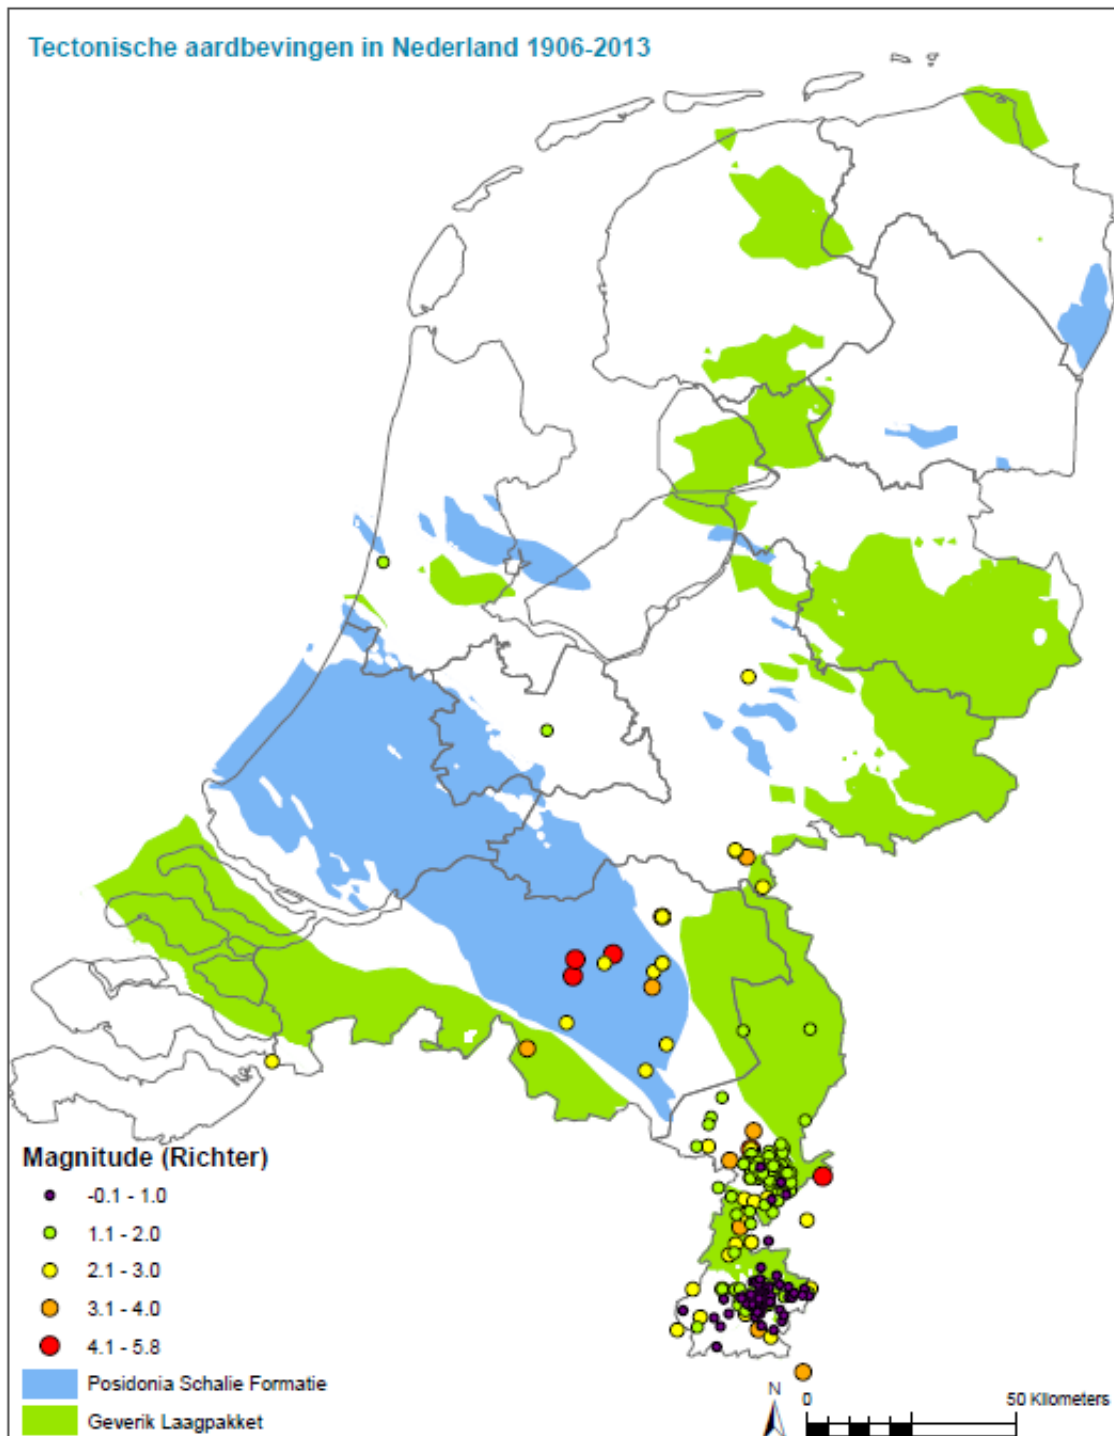 Tectonische aardbevingen in Nederland 1906-2013
Magnitude (Richter)
-0.1 - 1.0
1.1 - 2.0
2.1 - 3.0
3.1 - 4.0
4.1 - 5.8
Posidonia Schalie Formatie
Geverik Laagpakket
N
0 50 Kilometers